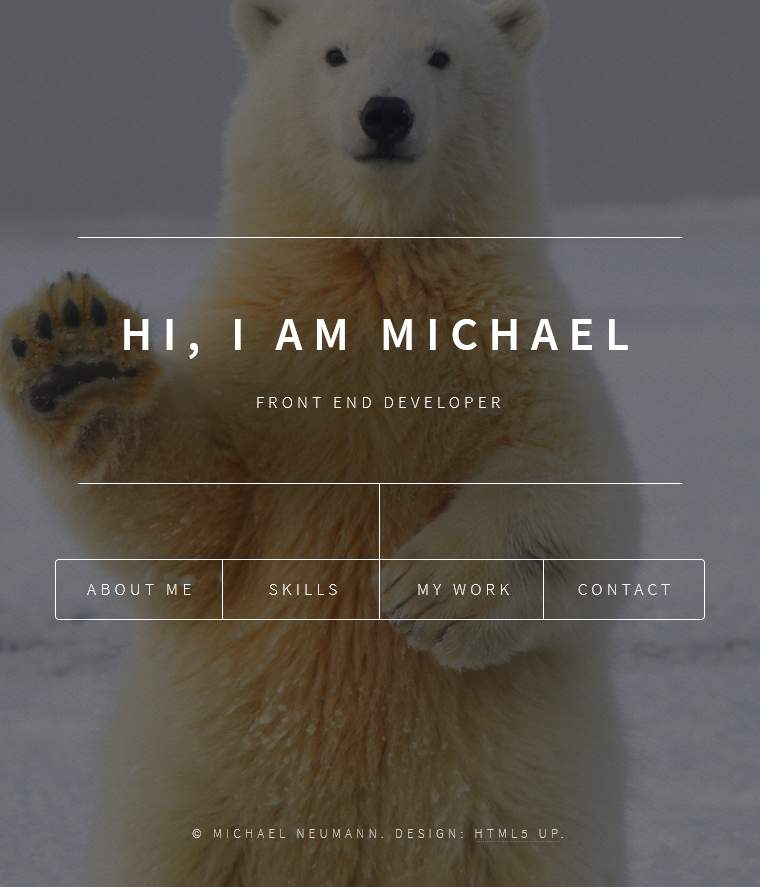 HI, I AM MICHAEL
FRONT END DEVELOPER
ABOUT ME SKILLS MY WORK CONTACT
© MICHAEL NEUMANN. DESIGN: HTML5 UP.